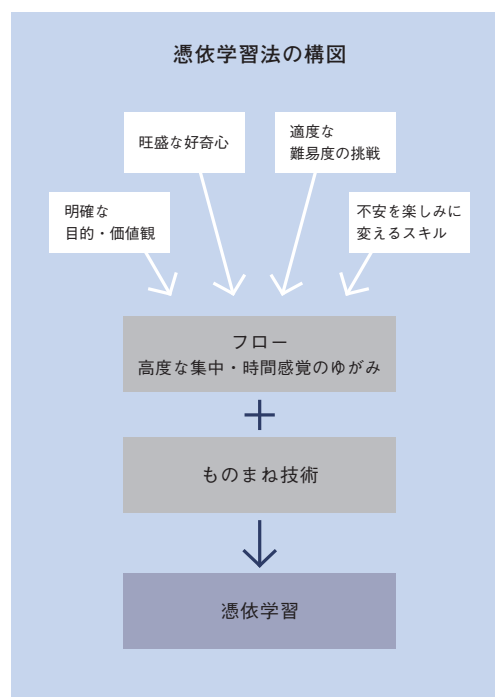 憑依学習法の構図
旺盛な好奇心
適度な
難易度の挑戦
明確な
目的・価値観
不安を楽しみに
変えるスキル
フロー
高度な集中・時間感覚のゆがみ
+
ものまね技術
憑依学習